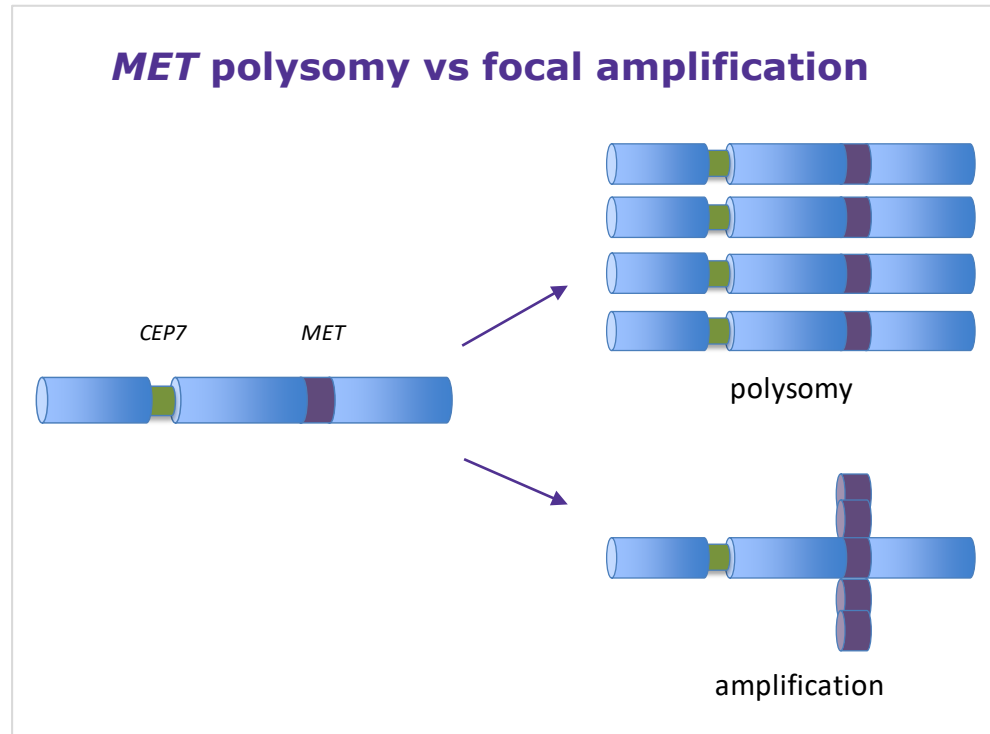 MET polysomy vs focal amplification
CEP7
MET
polysomy
amplification